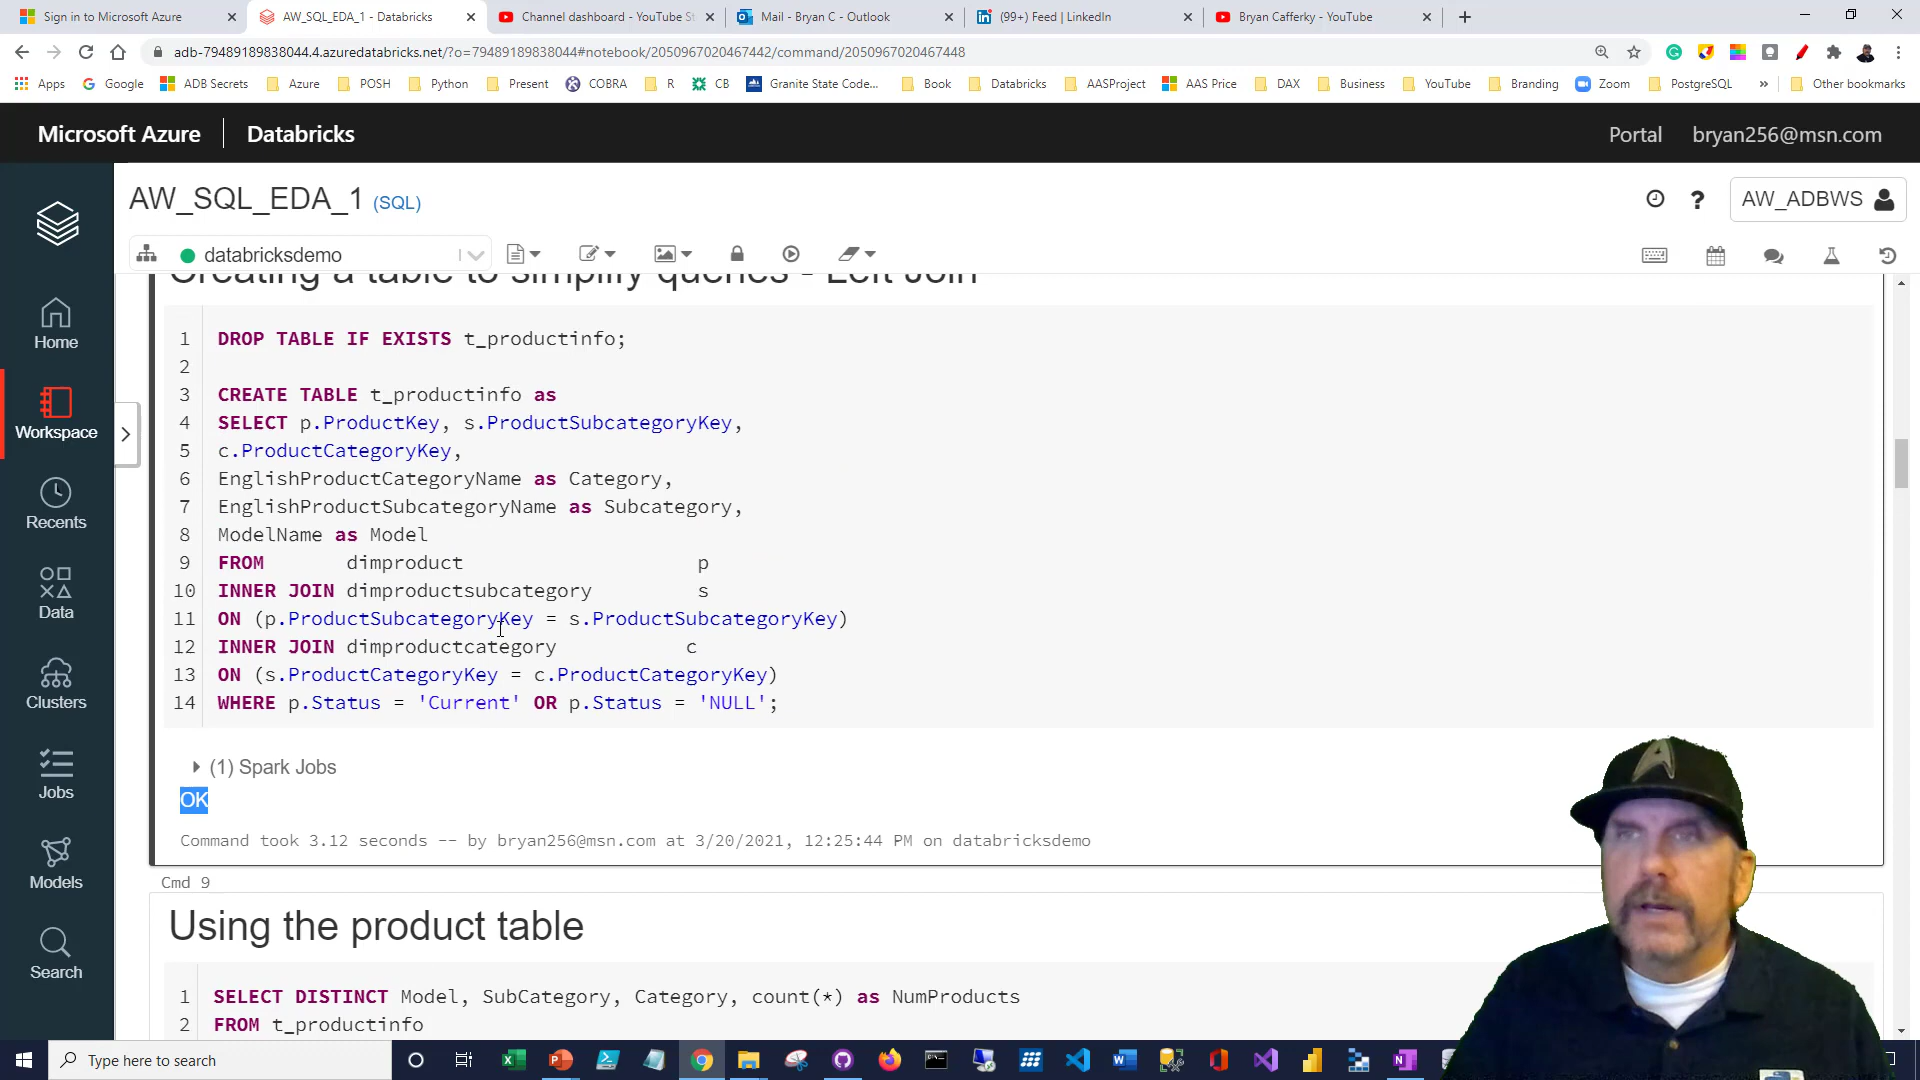 Sign in to Microsoft Azure
AW_SQL_EDA_1 - Databricks
Channel dashboard - YouTube St
Mail - Bryan C - Outlook
(99+) Feed | LinkedIn
Bryan Cafferky - YouTube
adb-79489189838044.4.azuredatabricks.net/?o=79489189838044#notebook/2050967020467442/command/2050967020467448
Apps Google ADB Secrets Azure POSH Python Present COBRA R CB Granite State Code... Book Databricks AASProject AAS Price DAX Business YouTube Zoom Branding PostgreSQL » Other bookmarks
Microsoft Azure Databricks Portal bryan256@msn.com
AW_SQL_EDA_1 (SQL) AW_ADBWS
databricksdemo
Home
Workspace
Recents
Data
Clusters
Jobs
Models
Search
Creating a table to simplify queries - Left Join
1 DROP TABLE IF EXISTS t_productinfo;
2
3 CREATE TABLE t_productinfo as
4 SELECT p.ProductKey, s.ProductSubcategoryKey,
5 c.ProductCategoryKey,
6 EnglishProductCategoryName as Category,
7 EnglishProductSubcategoryName as Subcategory,
8 ModelName as Model
9 FROM dimproduct p
10 INNER JOIN dimproductsubcategory s
11 ON (p.ProductSubcategoryKey = s.ProductSubcategoryKey)
12 INNER JOIN dimproductcategory c
13 ON (s.ProductCategoryKey = c.ProductCategoryKey)
14 WHERE p.Status = 'Current' OR p.Status = 'NULL';
(1) Spark Jobs
OK
Command took 3.12 seconds -- by bryan256@msn.com at 3/20/2021, 12:25:44 PM on databricksdemo
Cmd 9
Using the product table
1 SELECT DISTINCT Model, SubCategory, Category, count(*) as NumProducts
2 FROM t_productinfo
Type here to search